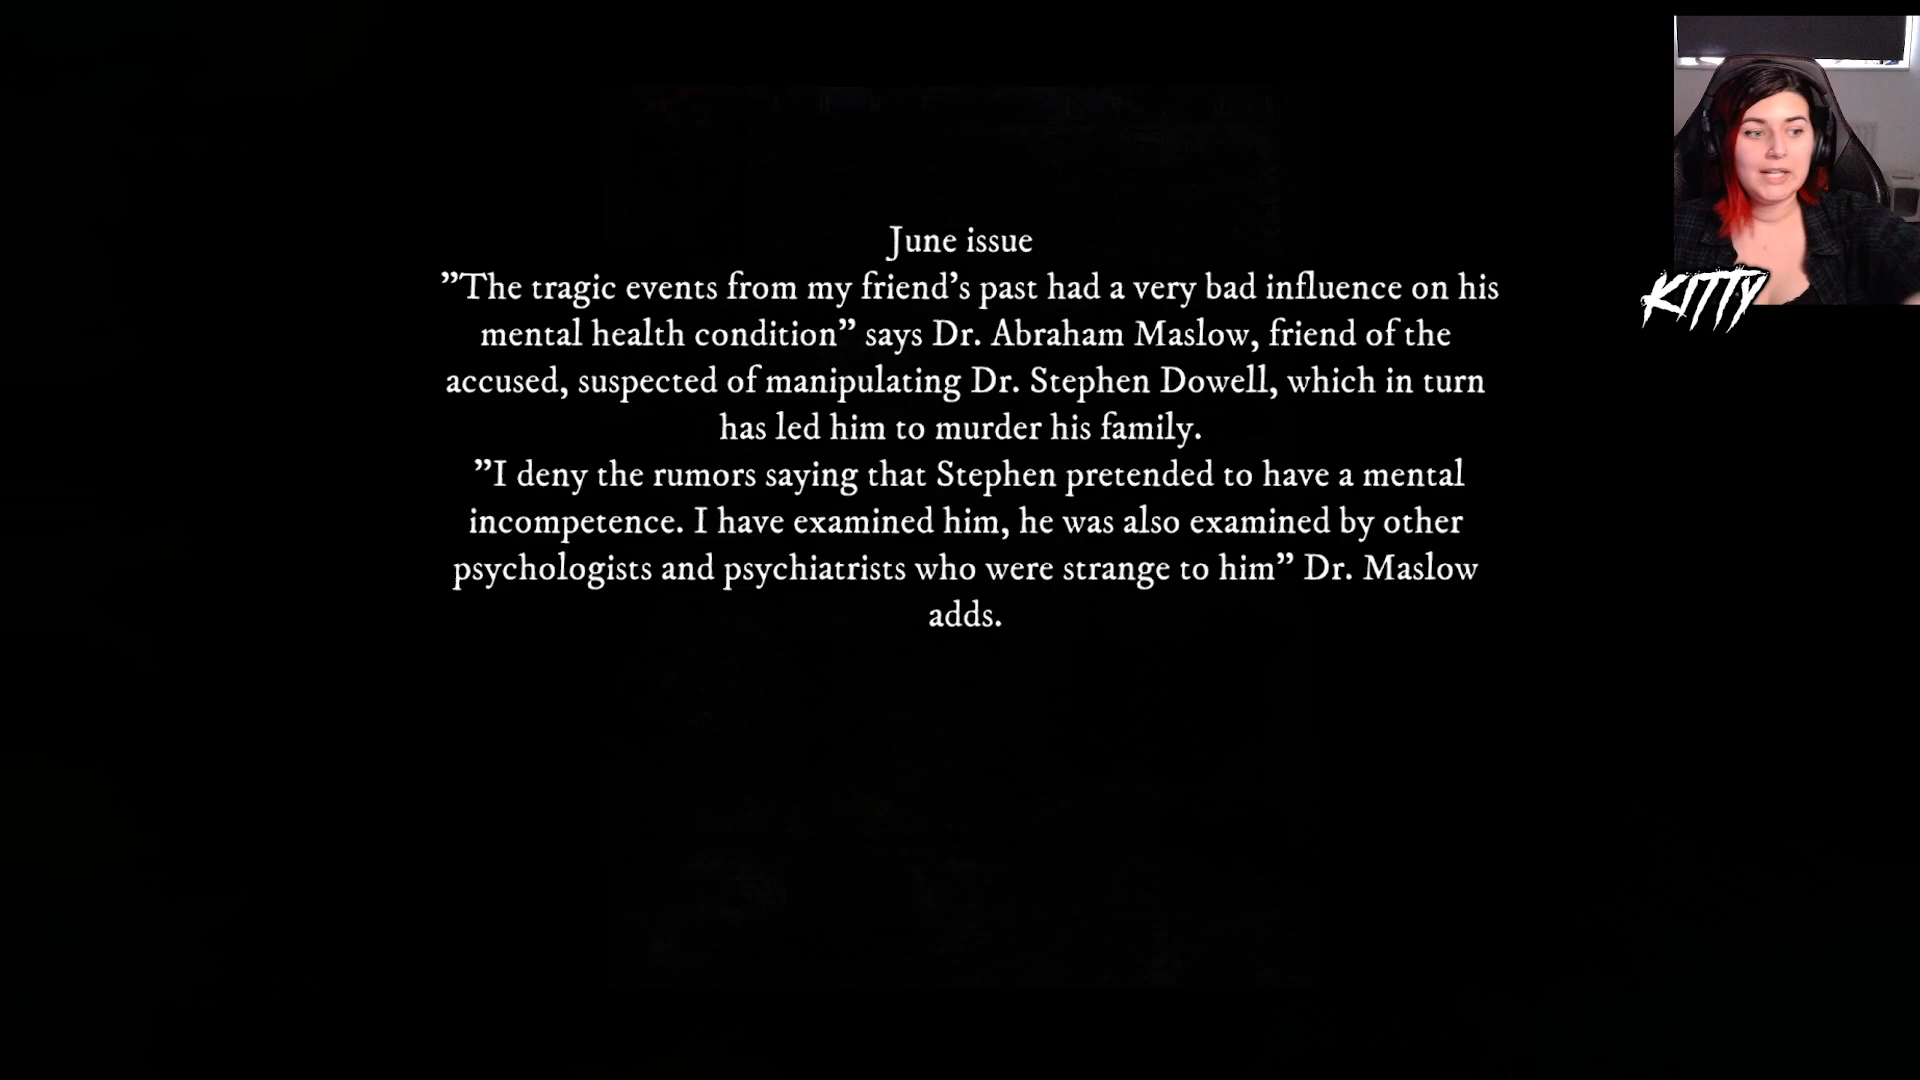 June issue
”The tragic events from my friend’s past had a very bad influence on his
mental health condition” says Dr. Abraham Maslow, friend of the
accused, suspected of manipulating Dr. Stephen Dowell, which in turn
has led him to murder his family.
”I deny the rumors saying that Stephen pretended to have a mental
incompetence. I have examined him, he was also examined by other
psychologists and psychiatrists who were strange to him” Dr. Maslow
adds.
KITTY